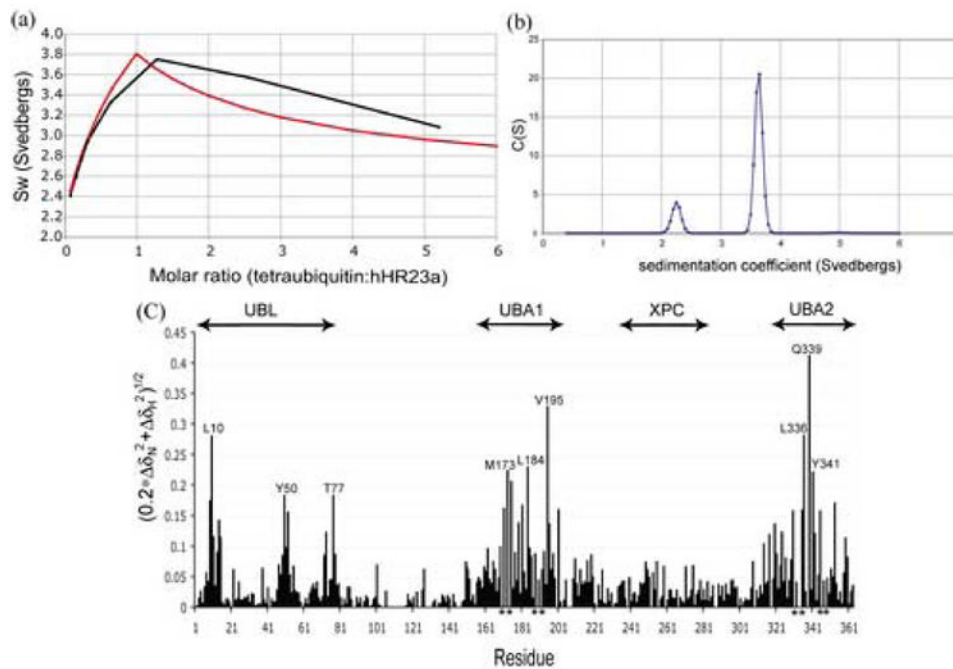 (a)
4.0
3.8
3.6
3.4
3.2
3.0
2.8
2.6
2.4
2.2
2.0
Sw (Svedbergs)
0 1 2 3 4 5 6
Molar ratio (tetraubiquitin:hHR23a)
(b)
25
20
15
10
5
0
C(S)
0 1 2 3 4 5 6
sedimentation coefficient (Svedbergs)
(C)
UBL UBA1 XPC UBA2
0.45
0.4
0.35
0.3
0.25
0.2
0.15
0.1
0.05
0
(0.2*Δδ_N^2+Δδ_H^2)^1/2
L10
Y50
T77
M173
L184
V195
L336
Q339
Y341
** ** ** **
1 21 41 61 81 101 121 141 161 181 201 221 241 261 281 301 321 341 361
Residue